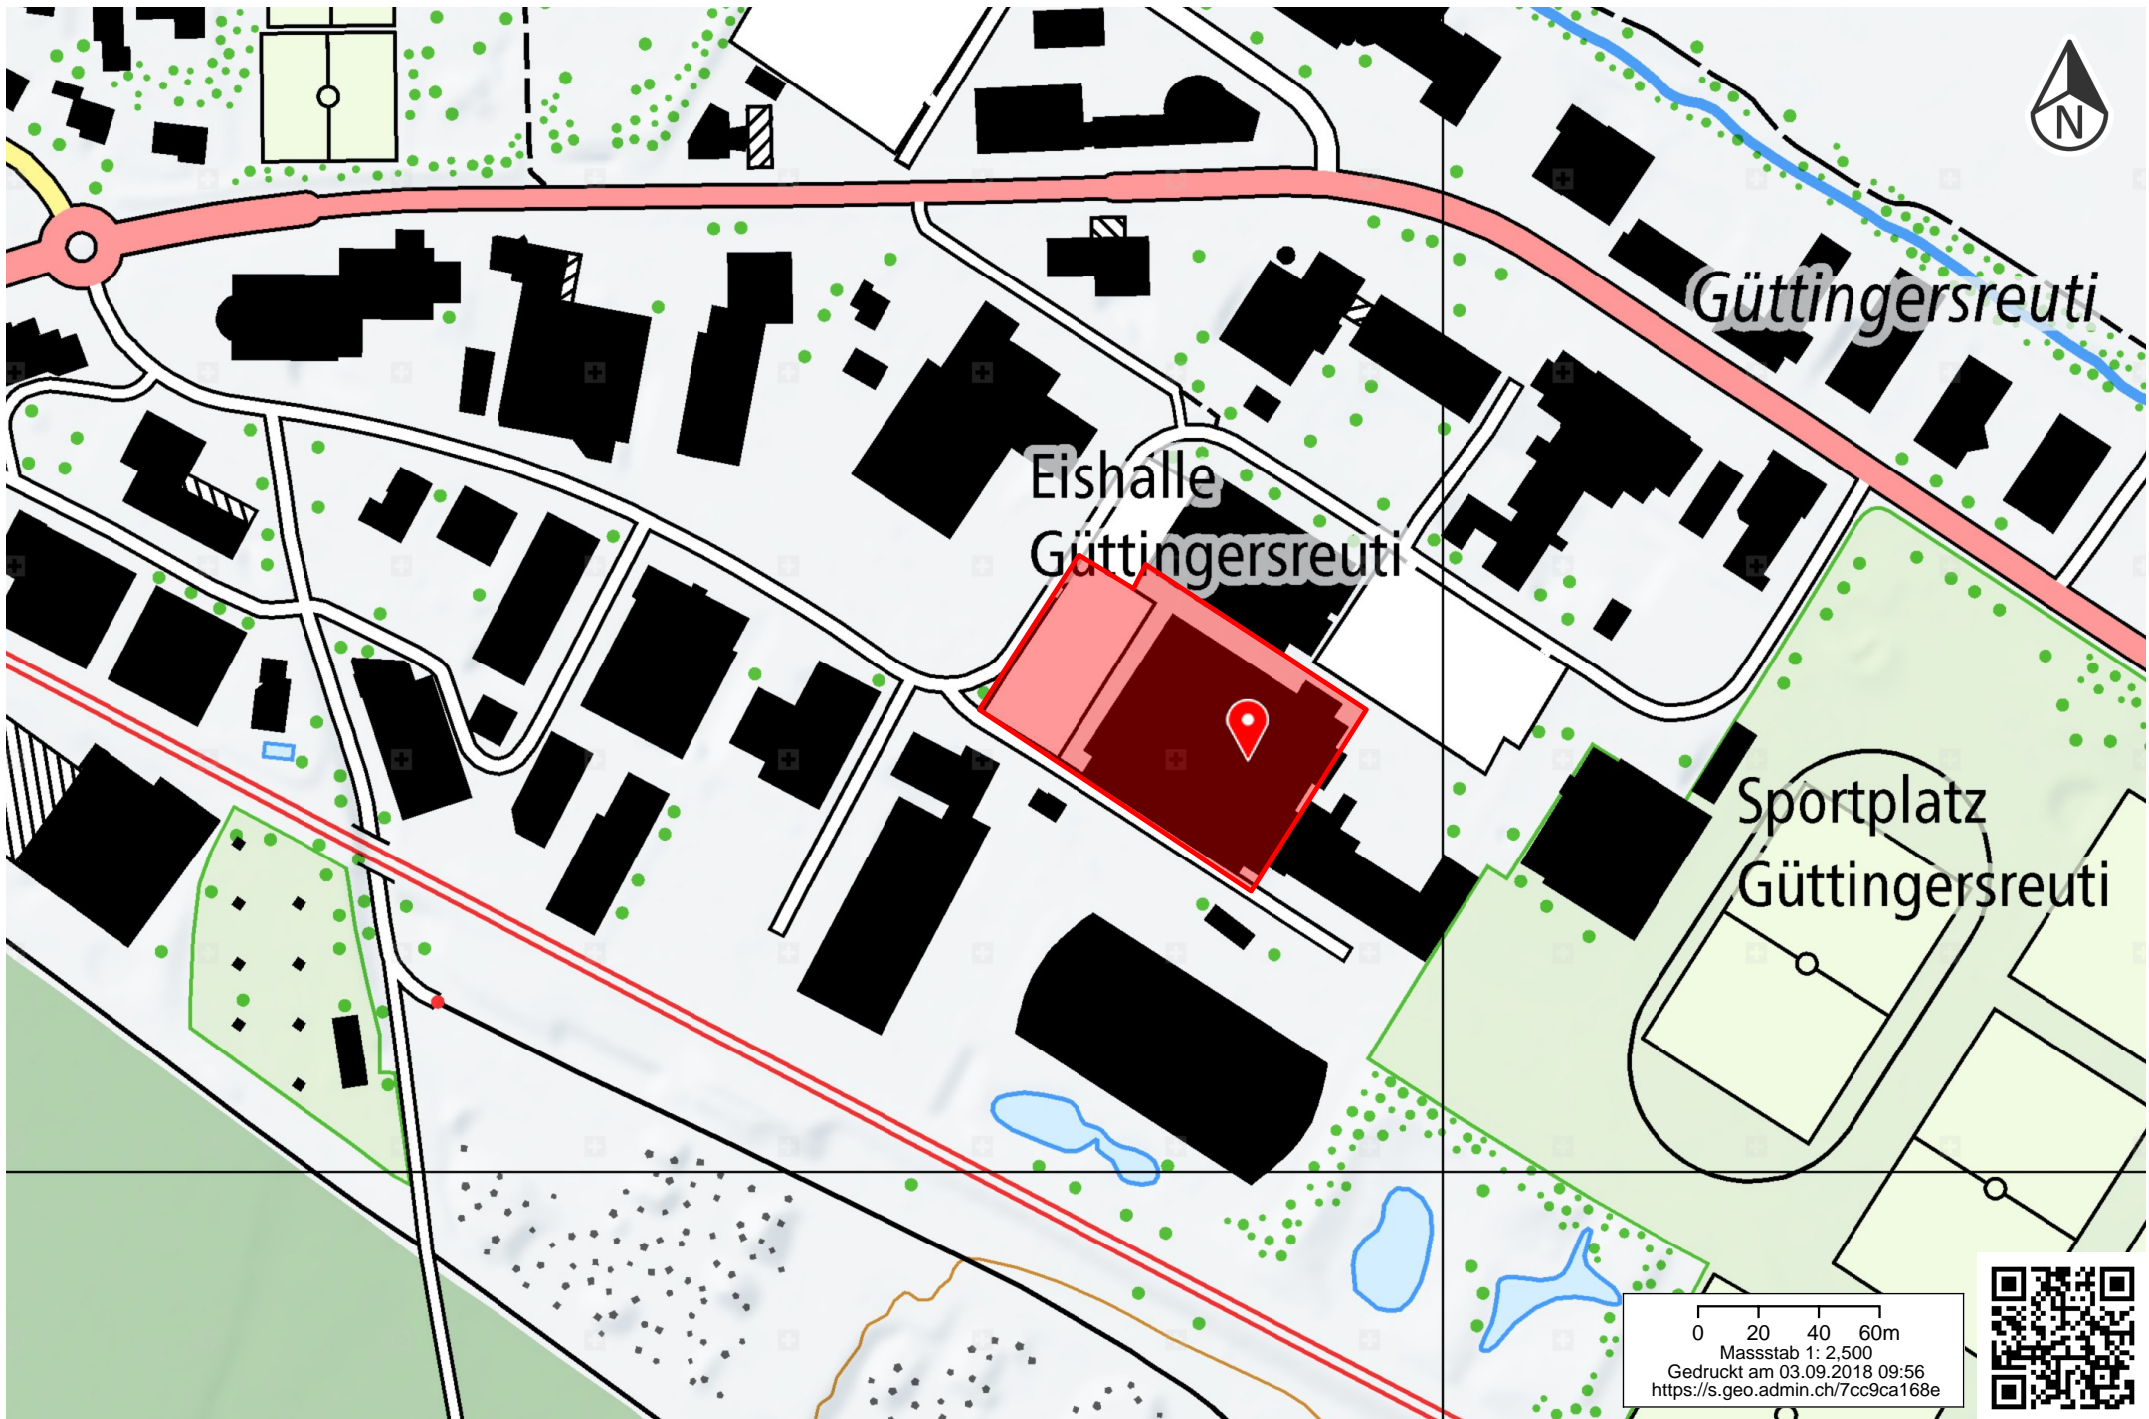 N
Güttingersreuti
Eishalle
Güttingersreuti
Sportplatz
Güttingersreuti
0 20 40 60m
Massstab 1: 2,500
Gedruckt am 03.09.2018 09:56
https://s.geo.admin.ch/7cc9ca168e